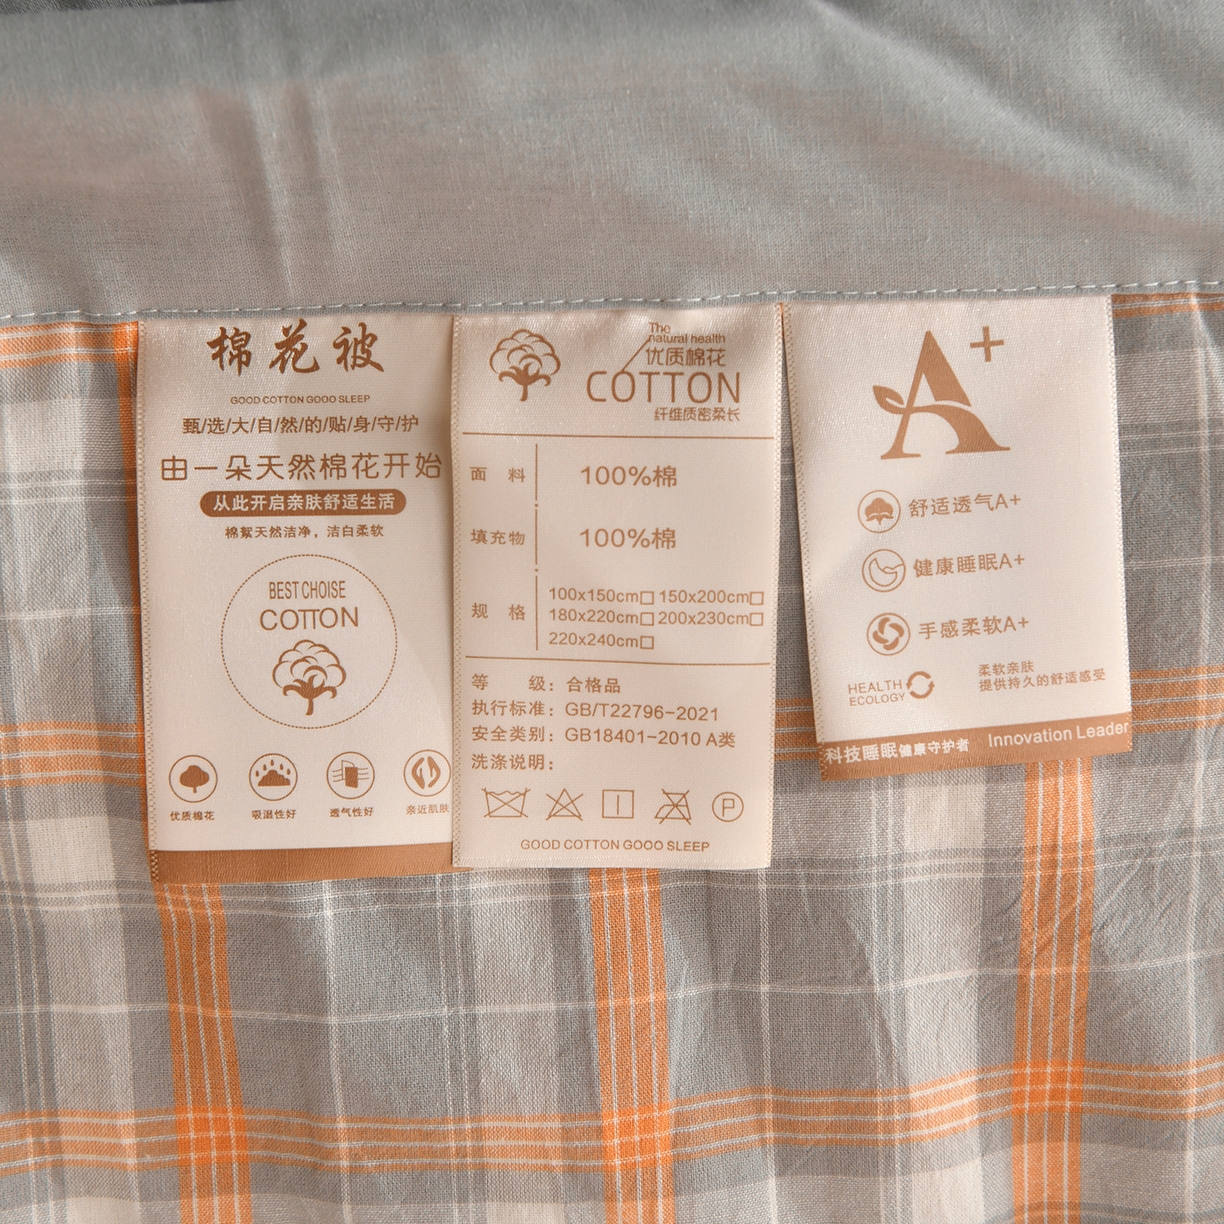 棉花被
GOOD COTTON GOOO SLEEP
甄/选/大/自/然/的/贴/身/守/护
由一朵天然棉花开始
从此开启亲肤舒适生活
棉絮天然洁净，洁白柔软
BEST CHOISE
COTTON
优质棉花 吸湿性好 透气性好 亲近肌肤
The
natural health
优质棉花
COTTON
纤维质密柔长
面 料 100%棉
填充物 100%棉
规 格 100x150cm□ 150x200cm□
180x220cm□ 200x230cm□
220x240cm□
等 级：合格品
执行标准：GB/T22796-2021
安全类别：GB18401-2010 A类
洗涤说明：
P
GOOD COTTON GOOO SLEEP
A+
舒适透气A+
健康睡眠A+
手感柔软A+
HEALTH
ECOLOGY
柔软亲肤
提供持久的舒适感受
科技睡眠健康守护者 Innovation Leader